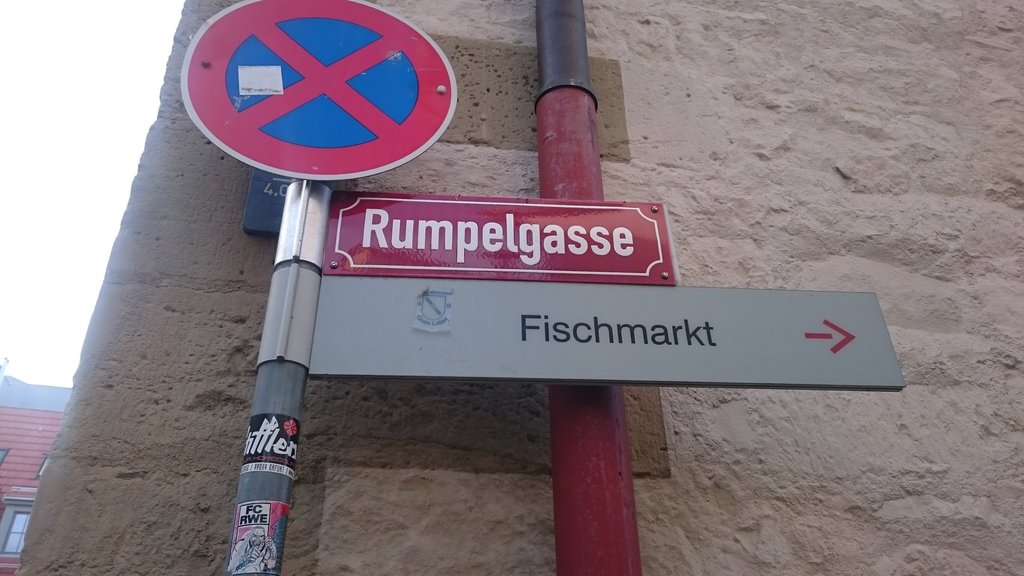 Rumpelgasse
Fischmarkt
FC
RWE